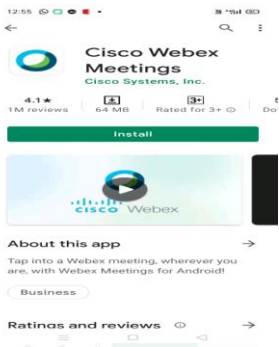 12:55
Cisco Webex
Meetings
Cisco Systems, Inc.
4.1★
1M reviews
64 MB
3+
Rated for 3+
Install
CISCO Webex
About this app
Tap into a Webex meeting, wherever you
are, with Webex Meetings for Android!
Business
Ratings and reviews